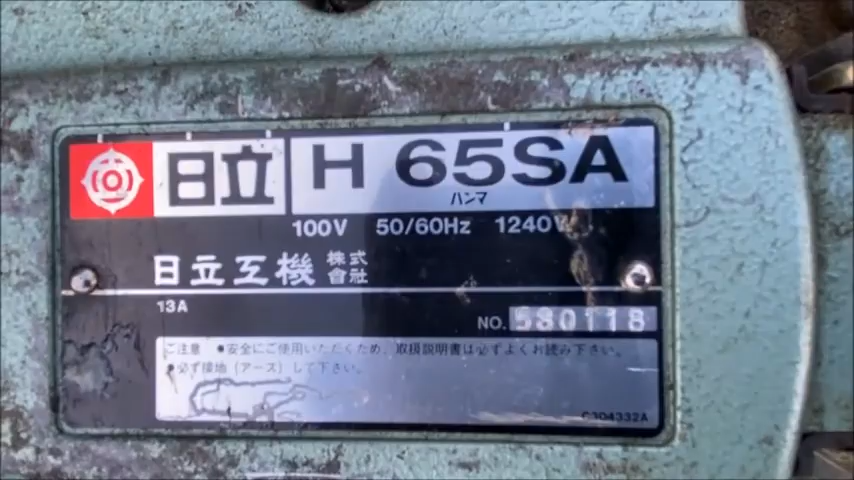 日立 H 65SA
ハンマ
100V 50/60Hz 1240W
日立工機 株式會社
13A
NO. 530118
ご注意 ●安全にご使用いただくため、取扱説明書は必ずよくお読み下さい。
●必ず接地（アース）して下さい。